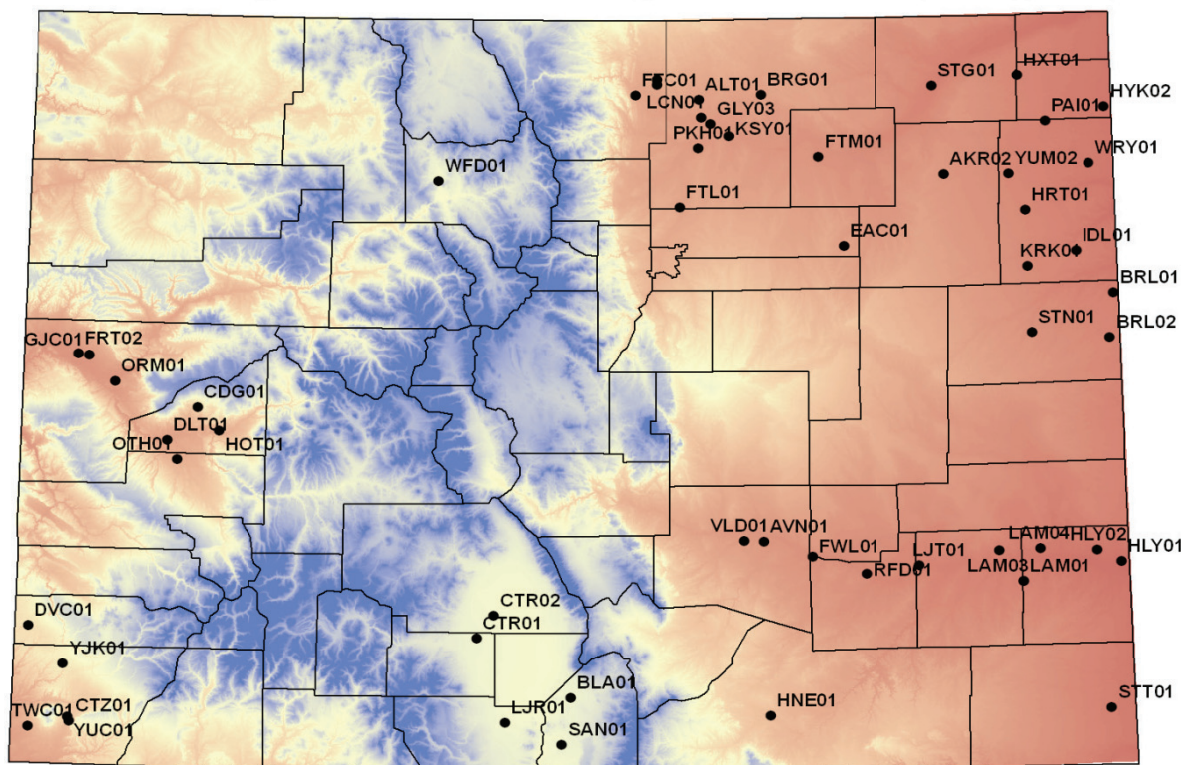 HXT01
STG01
FTC01
ALT01
BRG01
HYK02
LCN01
GLY03
PAI01
PKH01
KSY01
FTM01
WRY01
WFD01
AKR02
YUM02
FTL01
HRT01
EAC01
IDL01
KRK01
BRL01
STN01
BRL02
GJC01
FRT02
ORM01
CDG01
DLT01
OTH01
HOT01
VLD01
AVN01
LAM04
HLY02
FWL01
LJT01
HLY01
RFD01
LAM03
LAM01
CTR02
DVC01
CTR01
YJK01
BLA01
STT01
TWC01
CTZ01
LJR01
HNE01
YUC01
SAN01